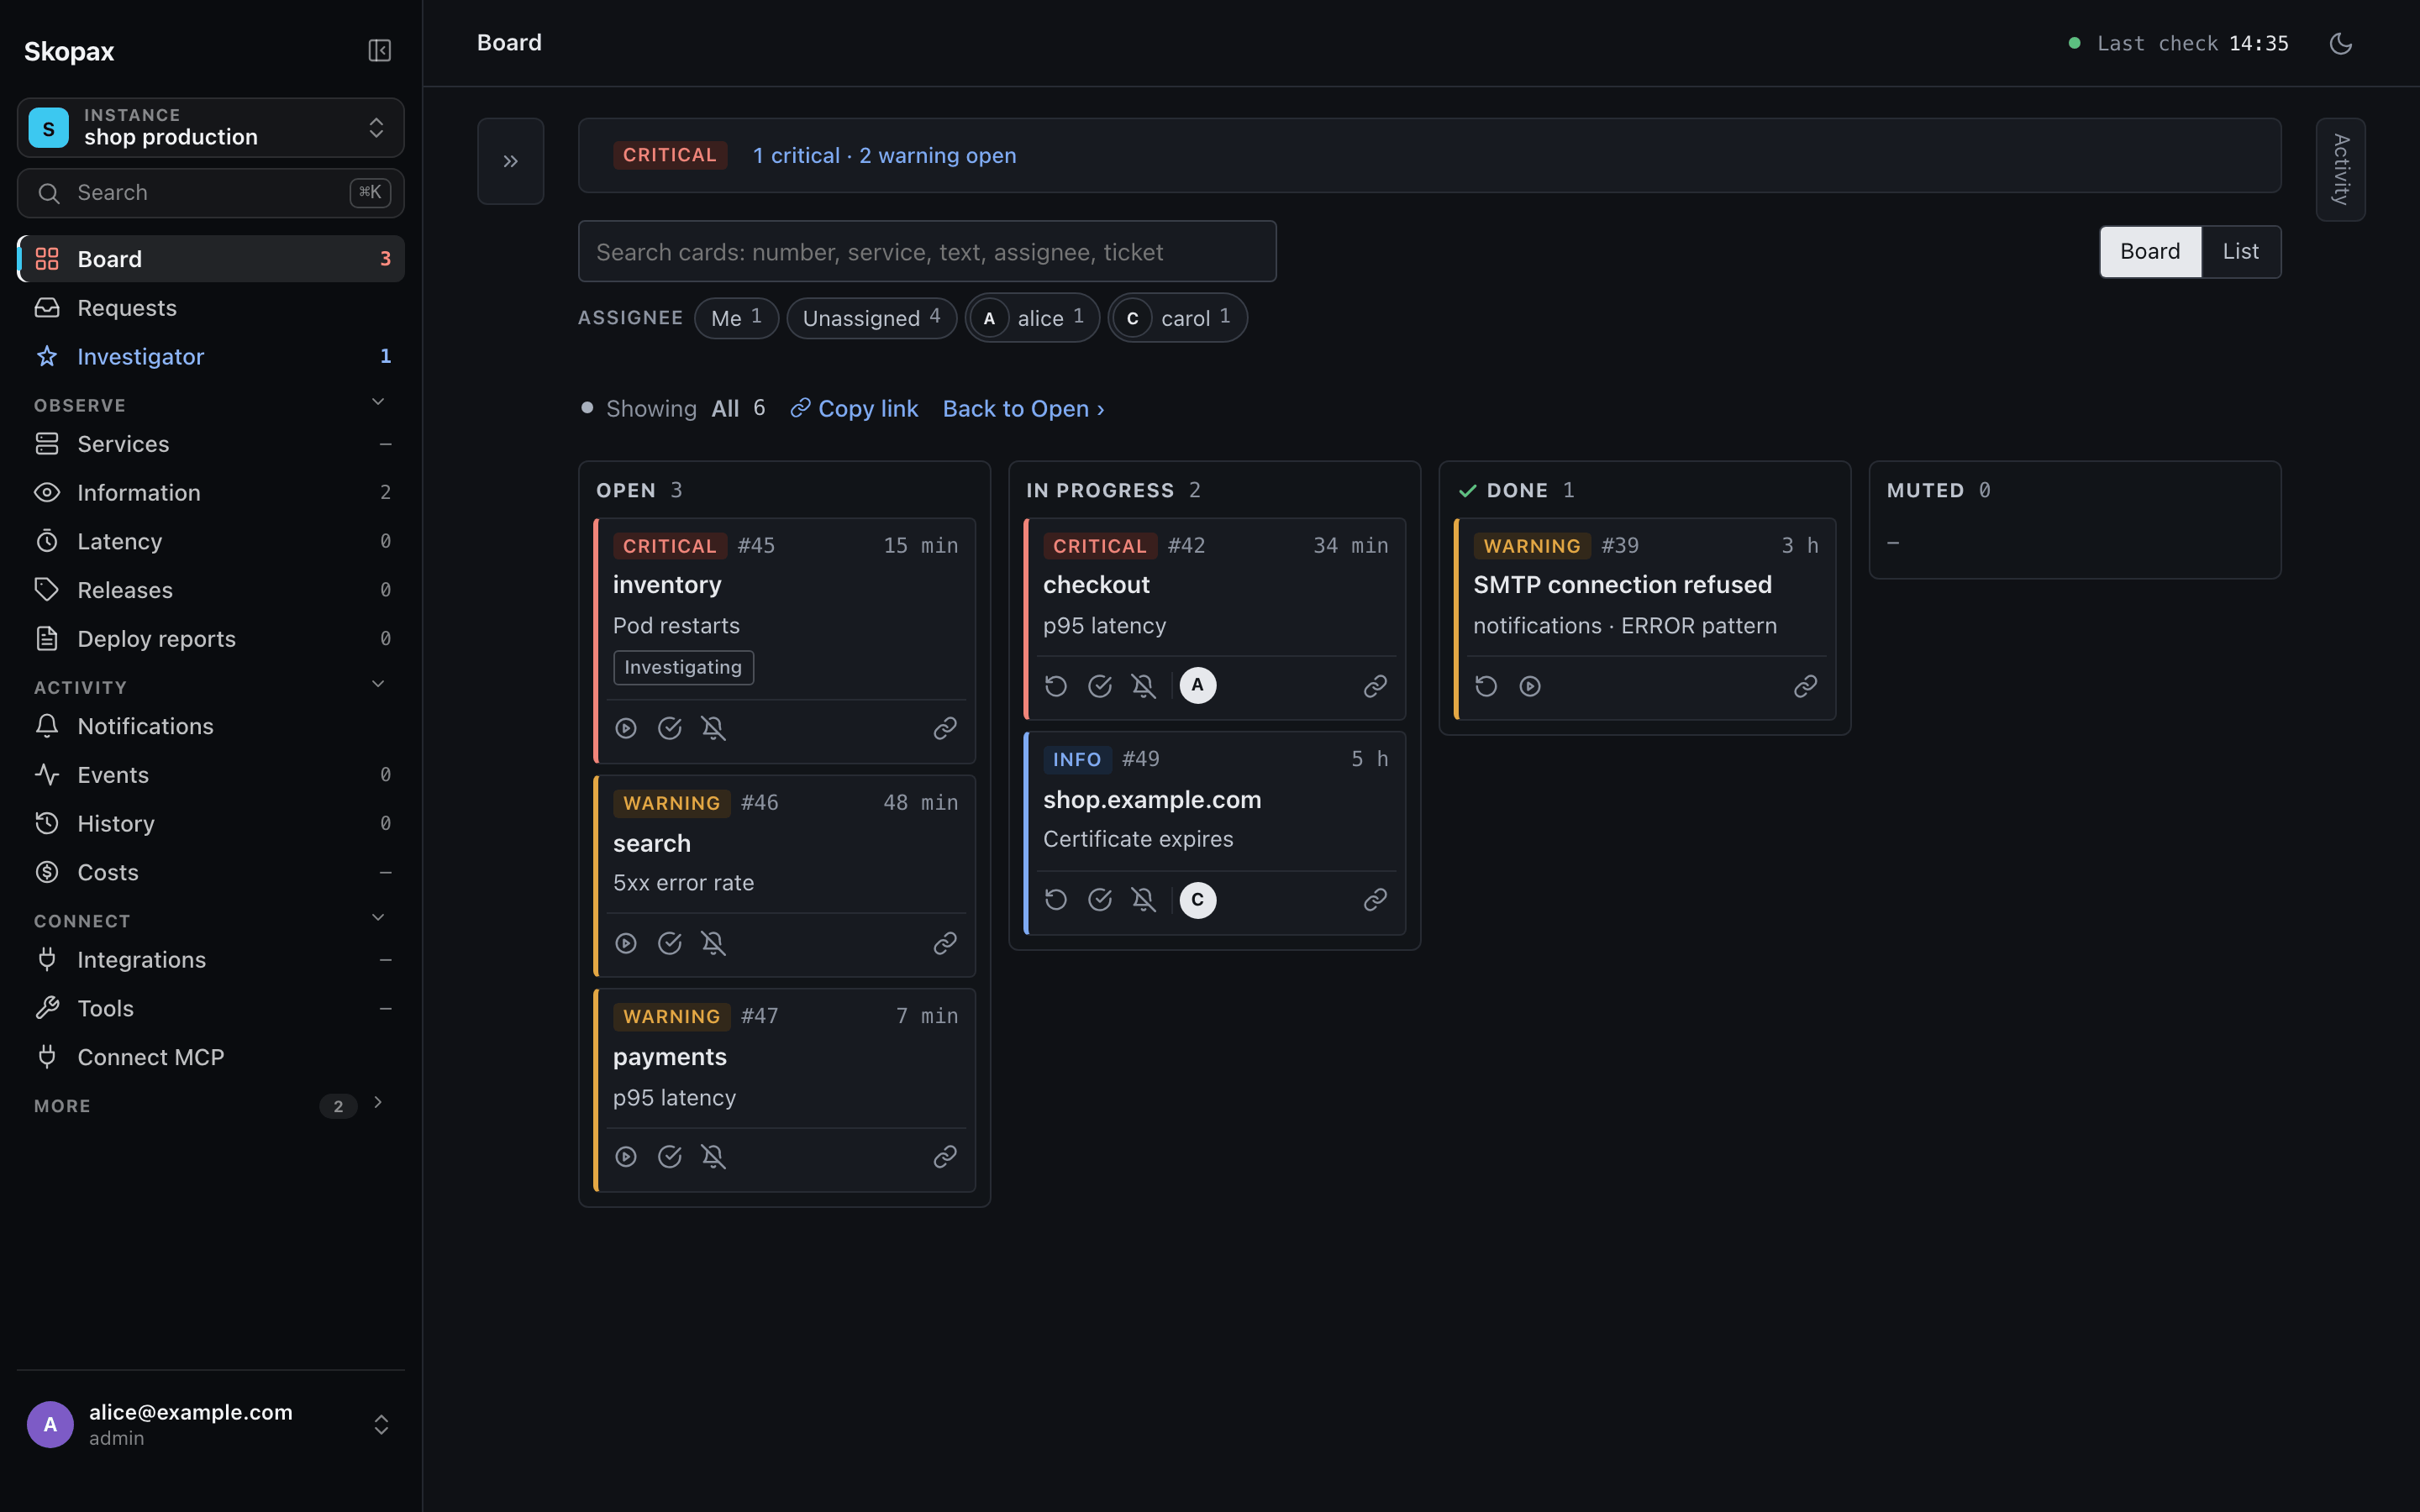 Skopax
S
INSTANCE
shop production
Search
⌘K
Board 3
Requests
Investigator 1
OBSERVE
Services –
Information 2
Latency 0
Releases 0
Deploy reports 0
ACTIVITY
Notifications
Events 0
History 0
Costs –
CONNECT
Integrations –
Tools –
Connect MCP
MORE 2
A
alice@example.com
admin
Board
Last check 14:35
»
CRITICAL 1 critical · 2 warning open
Activity
Search cards: number, service, text, assignee, ticket
Board List
ASSIGNEE Me 1 Unassigned 4 A alice 1 C carol 1
Showing All 6 Copy link Back to Open ›
OPEN 3
CRITICAL #45 15 min
inventory
Pod restarts
Investigating
WARNING #46 48 min
search
5xx error rate
WARNING #47 7 min
payments
p95 latency
IN PROGRESS 2
CRITICAL #42 34 min
checkout
p95 latency
A
INFO #49 5 h
shop.example.com
Certificate expires
C
DONE 1
WARNING #39 3 h
SMTP connection refused
notifications · ERROR pattern
MUTED 0
–